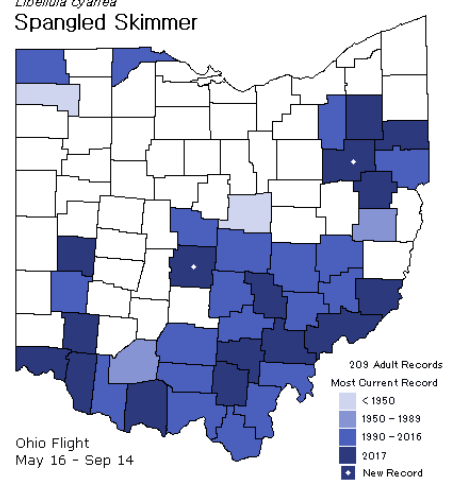 Libellula cyanea
Spangled Skimmer
209 Adult Records
Most Current Record
< 1950
1950 - 1989
1990 - 2016
2017
New Record
Ohio Flight
May 16 - Sep 14